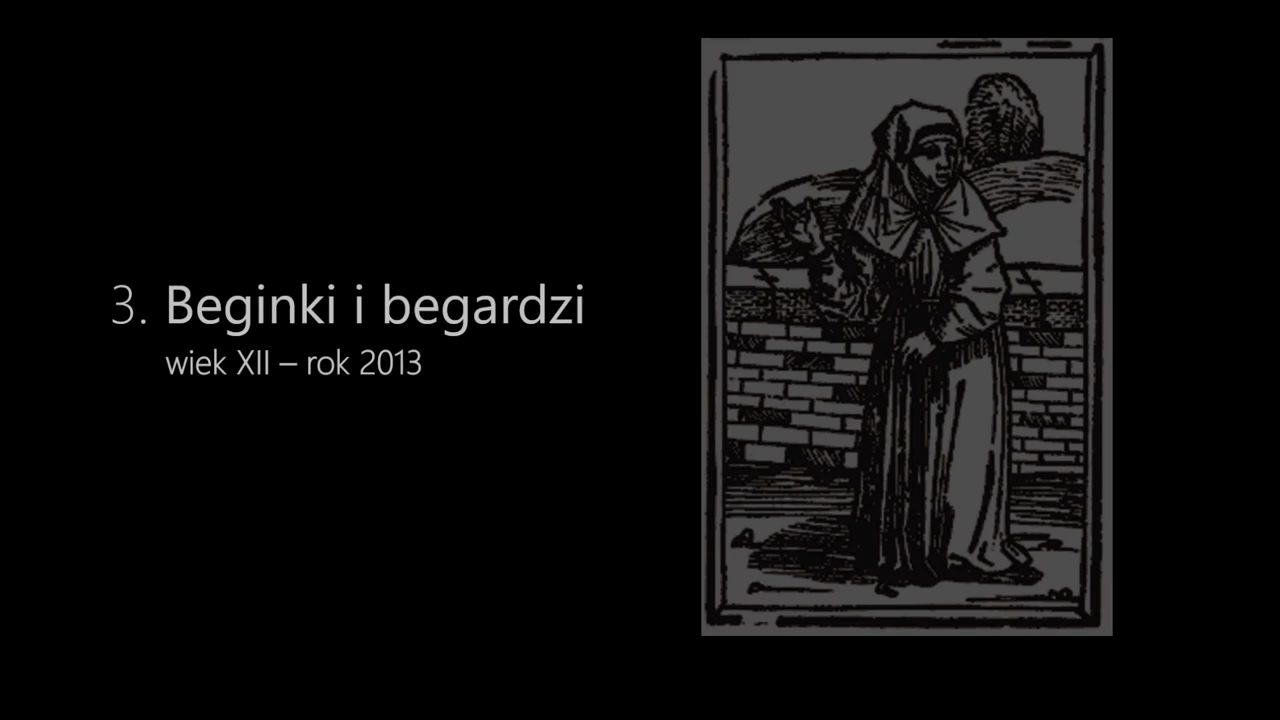 3. Beginki i begardzi
wiek XII – rok 2013